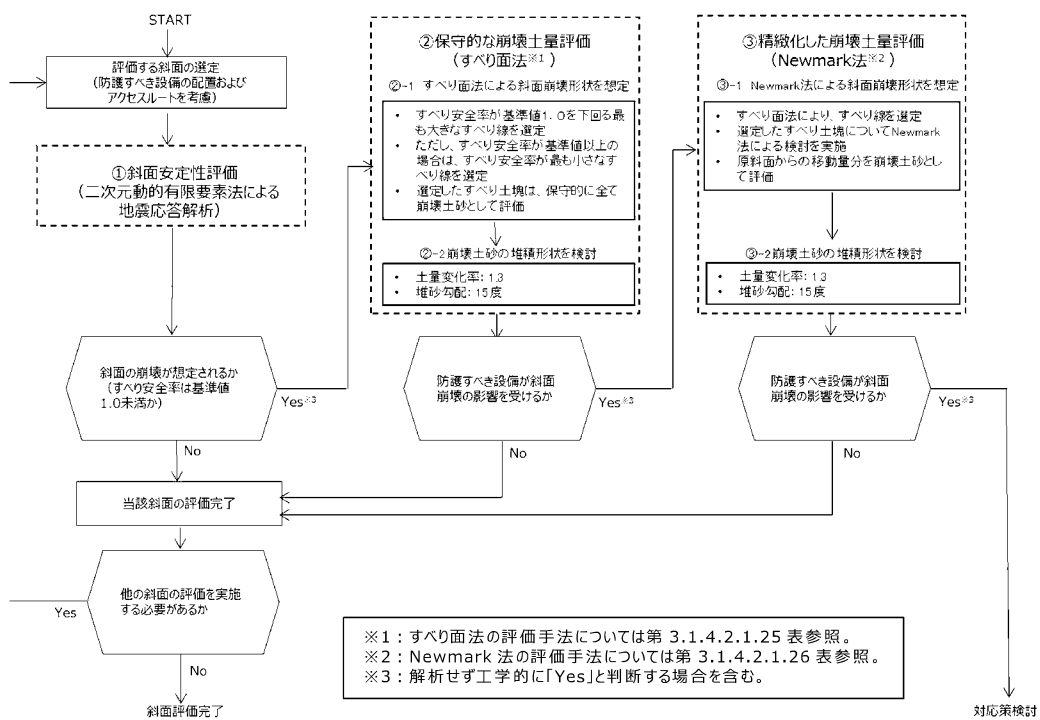 START
評価する斜面の選定
(防護すべき設備の配置および
アクセスルートを考慮)
①斜面安定性評価
(二次元動的有限要素法による
地震応答解析)
斜面の崩壊が想定されるか
(すべり安全率は基準値
1.0未満か)
Yes※3
No
当該斜面の評価完了
他の斜面の評価を実施
する必要があるか
Yes
No
斜面評価完了
②保守的な崩壊土量評価
(すべり面法※1)
②-1 すべり面法による斜面崩壊形状を想定
・ すべり安全率が基準値1.0を下回る最
も大きなすべり線を選定
・ ただし、すべり安全率が基準値以上の
場合は、すべり安全率が最も小さなす
べり線を選定
・ 選定したすべり土塊は、保守的に全て
崩壊土砂として評価
②-2崩壊土砂の堆積形状を検討
・ 土量変化率:1.3
・ 堆砂勾配:15度
防護すべき設備が斜面
崩壊の影響を受けるか
Yes※3
No
③精緻化した崩壊土量評価
(Newmark法※2)
③-1 Newmark法による斜面崩壊形状を想定
・ すべり面法により、すべり線を選定
・ 選定したすべり土塊についてNewmark
法による検討を実施
・ 原斜面からの移動量分を崩壊土砂とし
て評価
③-2崩壊土砂の堆積形状を検討
・ 土量変化率:1.3
・ 堆砂勾配:15度
防護すべき設備が斜面
崩壊の影響を受けるか
Yes※3
No
対応策検討
※1:すべり面法の評価手法については第 3.1.4.2.1.25 表参照。
※2:Newmark 法の評価手法については第 3.1.4.2.1.26 表参照。
※3:解析せず工学的に「Yes」と判断する場合を含む。